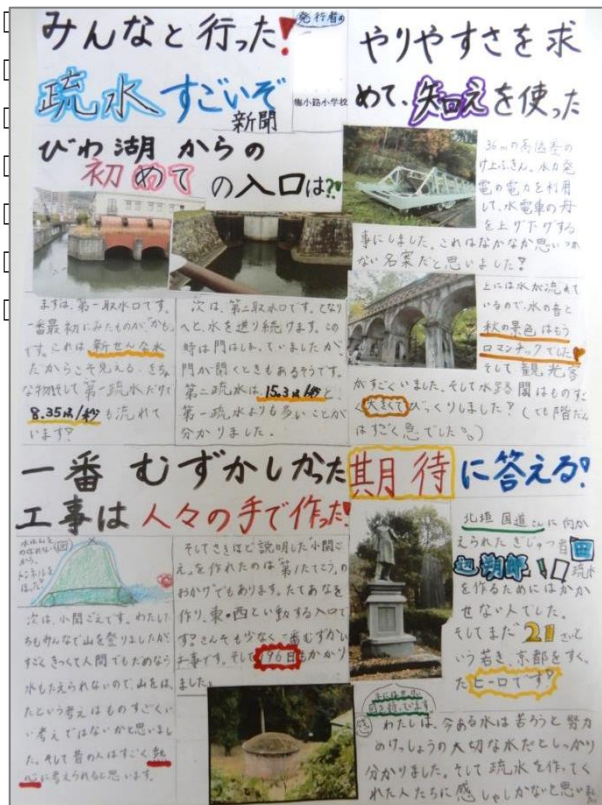 みんなと行った!
疏水すごいぞ
新聞
発行者の
梅小路小学校
びわ湖からの
初めての入口は??
まずは、第一取水口です。一
番最初にみたものが「かも」
です。これは、新せんな水
だからこそ見える
な物そして第一疏水だけで
8.35㎥/秒も流れて
います?
次は、第二取水口です。となり
へと、水を送り続けます。この
時は門はしまっていましたが、
門が開くときもあるそうです。
第二疏水は、15.3㎥/秒と
第一疏水よりも多いことが
分かりました。
やりやすさを求
めて、知恵を使った
36mの高低差の
け上ふさん。水力発
電の電力を利用
して、水電車の舟
を上げ下げする
事にしました。これはなかなか思いつか
ない名案だと思いました?
上には水が流れて
いるので、水の音と
秋の景色はもう
ロマンチックでした!
そして観光客
がすごくいました。そして水路閣はものすご
く大きくてびっくりしました?(でも階だん
はすごく急でした。)
一番むずかしかった
工事は人々の手で作った!
次は、小関ごえです。わたした
ちもみんなで山を登りましたが、
すごくきつくて人間でもだめなら
水もたえられないので、山をほっ
たという考えはものすごくい
い考えではないかと思いまし
た。そして昔の人はすごく熱
心に考えられると思います。
そしてさきほど説明した「小関ご
え」を作れたのは「第1たてこう」の
おかげでもあります。たてあなを
作り、東・西とい動する入口で
す?さんそも少なく一番むずかしい
工事です。そして196日もかかり
ました。
期待に答える!
北垣国道さんに向か
えられたぎじゅつ者田
辺朔郎!疏水
を作るためにはかか
せない人でした。
そしてまだ21さいと
いう若き、京都をすくっ
たヒーローです?
わたしは、今ある水は苦ろうと努力
のけっしょうの大切な水だとしっかり
分かりました。そして疏水を作ってく
れた人たちに感しゃしかないと思い